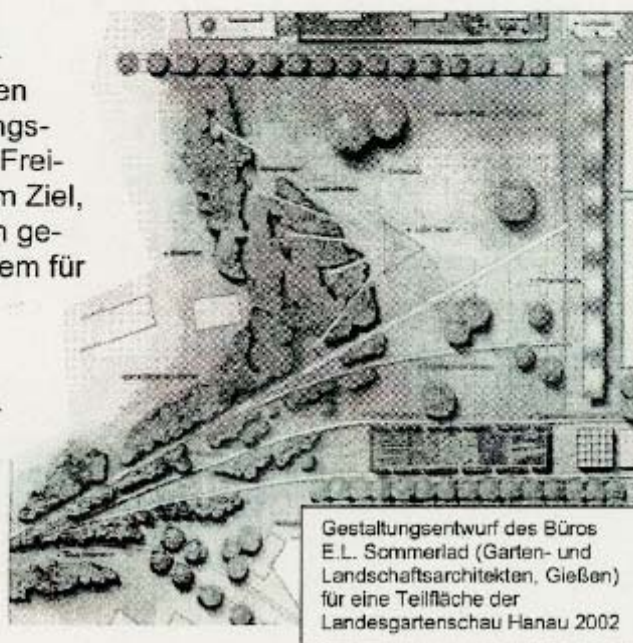 en
ngs-
Frei-
m Ziel,
n ge-
em für
Gestaltungsentwurf des Büros
E.L. Sommerlad (Garten- und
Landschaftsarchitekten, Gießen)
für eine Teilfläche der
Landesgartenschau Hanau 2002